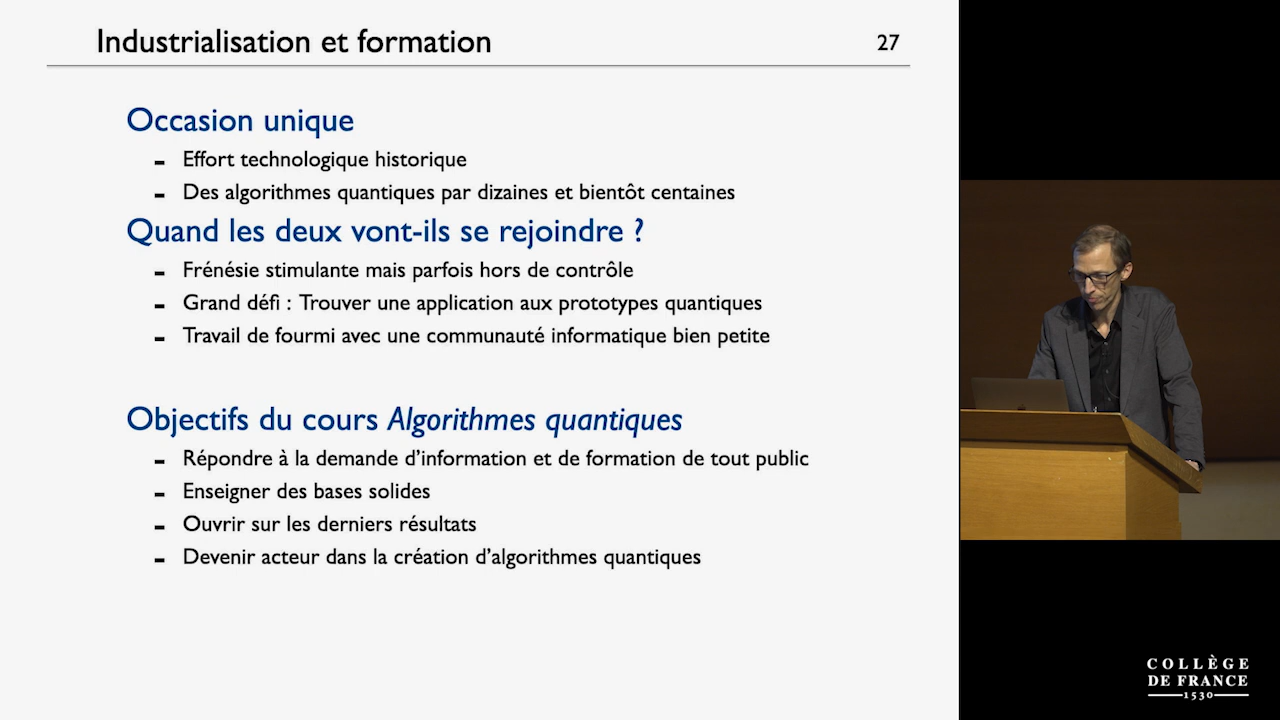 Industrialisation et formation
27
Occasion unique
- Effort technologique historique
- Des algorithmes quantiques par dizaines et bientôt centaines
Quand les deux vont-ils se rejoindre ?
- Frénésie stimulante mais parfois hors de contrôle
- Grand défi : Trouver une application aux prototypes quantiques
- Travail de fourmi avec une communauté informatique bien petite
Objectifs du cours Algorithmes quantiques
- Répondre à la demande d'information et de formation de tout public
- Enseigner des bases solides
- Ouvrir sur les derniers résultats
- Devenir acteur dans la création d'algorithmes quantiques
COLLÈGE
DE FRANCE
1530